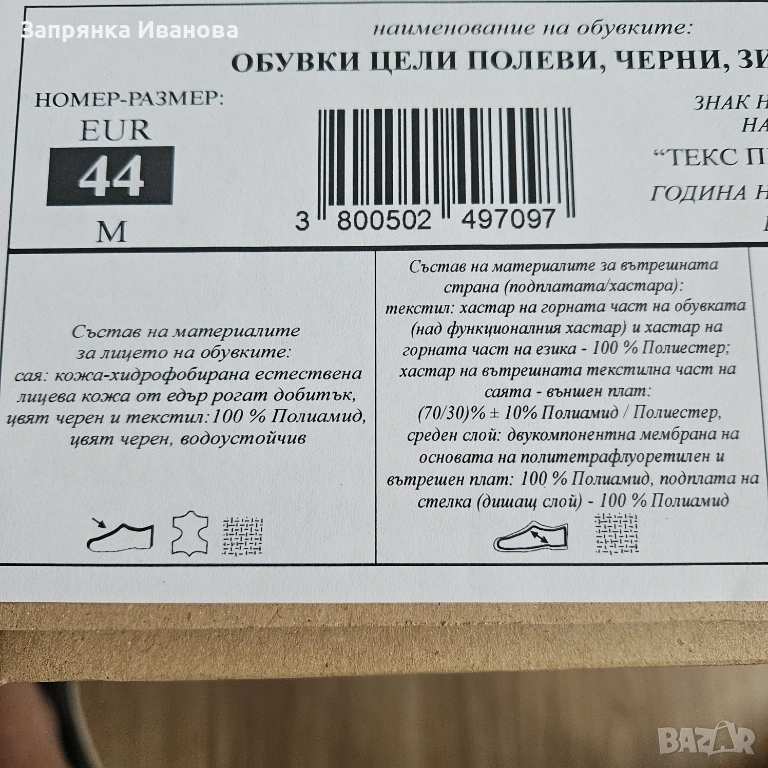 Запрянка Иванова
наименование на обувките:
ОБУВКИ ЦЕЛИ ПОЛЕВИ, ЧЕРНИ,
НОМЕР-РАЗМЕР:
EUR
44
M
3 800502 497097
ЗНАК
"ТЕКС
ГОДИНА
Състав на материалите
за лицето на обувките:
сая: кожа-хидрофобирана естествена
лицева кожа от едър рогат добитък,
цвят черен и текстил:100 % Полиамид,
цвят черен, водоустойчив
Състав на материалите за вътрешната
страна (подплатата/хастара):
текстил: хастар на горната част на обувката
(над функционалния хастар) и хастар на
горната част на езика - 100 % Полиестер;
хастар на вътрешната текстилна част на
саята - външен плат:
(70/30)% ± 10% Полиамид / Полиестер,
среден слой: двукомпонентна мембрана на
основата на политетрафлуоретилен и
вътрешен плат: 100 % Полиамид, подплата на
стелка (дишащ слой) - 100 % Полиамид
BAZAR